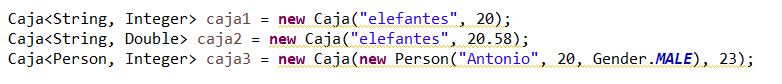 Caja<String, Integer> caja1 = new Caja("elefantes", 20);
Caja<String, Double> caja2 = new Caja("elefantes", 20.58);
Caja<Person, Integer> caja3 = new Caja(new Person("Antonio", 20, Gender.MALE), 23);